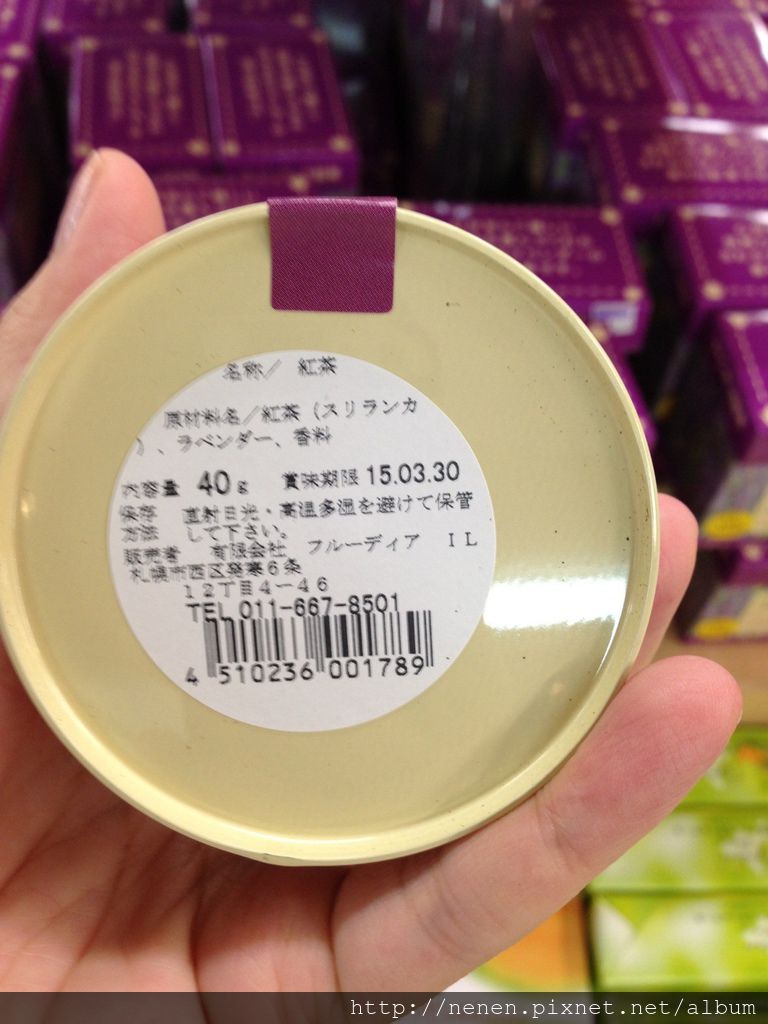 名称／ 紅茶
原材料名／紅茶（スリランカ
）、ラベンダー、香料
内容量 40g 賞味期限 15.03.30
保存 直射日光・高温多湿を避けて保管
方法 して下さい。
販売者 有限会社 フルーディア ＩＬ
札幌市西区発寒６条
１２丁目４－４６
TEL 011-667-8501
4 510236 001789
http://nenen.pixnet.net/album